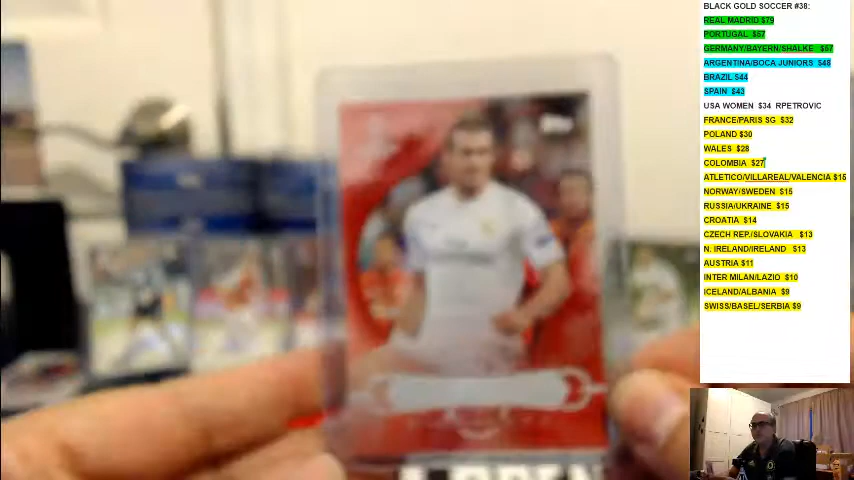 BLACK GOLD SOCCER #38:
REAL MADRID $79
PORTUGAL $57
GERMANY/BAYERN/SHALKE $57
ARGENTINA/BOCA JUNIORS $48
BRAZIL $44
SPAIN $43
USA WOMEN $34 RPETROVIC
FRANCE/PARIS SG $32
POLAND $30
WALES $28
COLOMBIA $27
ATLETICO/VILLAREAL/VALENCIA $15
NORWAY/SWEDEN $15
RUSSIA/UKRAINE $15
CROATIA $14
CZECH REP./SLOVAKIA $13
N. IRELAND/IRELAND $13
AUSTRIA $11
INTER MILAN/LAZIO $10
ICELAND/ALBANIA $9
SWISS/BASEL/SERBIA $9